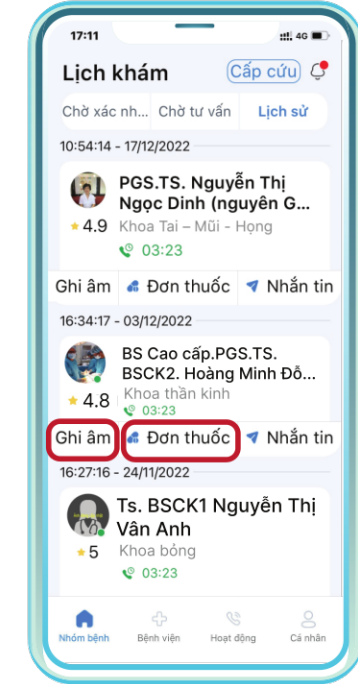 17:11
4G
Lịch khám
Cấp cứu
Chờ xác nh... Chờ tư vấn Lịch sử
10:54:14 - 17/12/2022
PGS.TS. Nguyễn Thị
Ngọc Dinh (nguyên G...
4.9 Khoa Tai – Mũi - Họng
03:23
Ghi âm Đơn thuốc Nhắn tin
16:34:17 - 03/12/2022
BS Cao cấp.PGS.TS.
BSCK2. Hoàng Minh Đỗ...
4.8 Khoa thần kinh
03:23
Ghi âm Đơn thuốc Nhắn tin
16:27:16 - 24/11/2022
Ts. BSCK1 Nguyễn Thị
Vân Anh
5 Khoa bỏng
03:23
Nhóm bệnh Bệnh viện Hoạt động Cá nhân